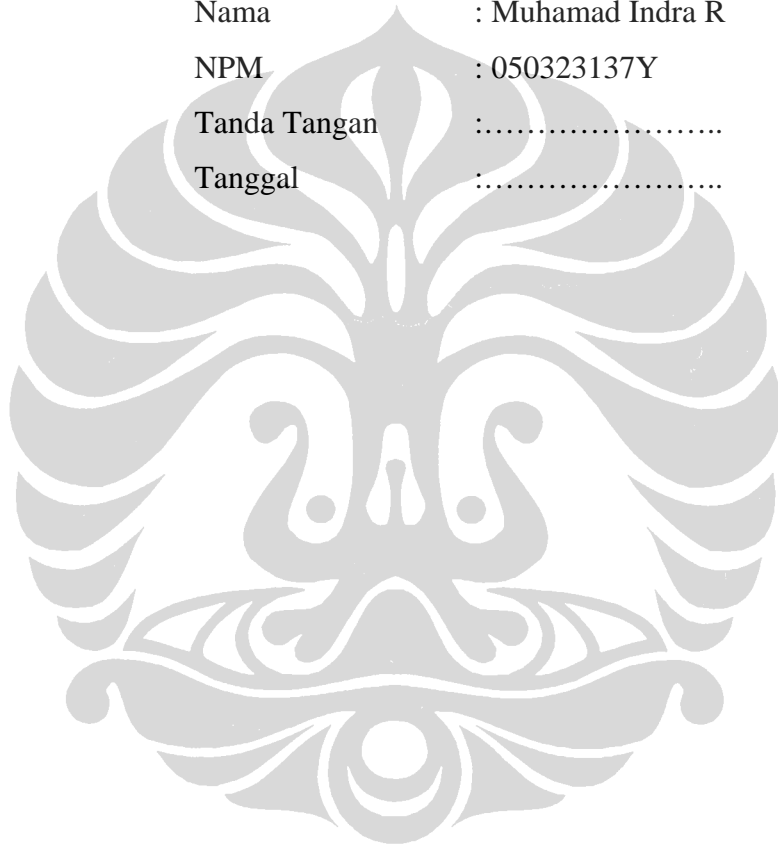 Nama : Muhamad Indra R
NPM : 050323137Y
Tanda Tangan :……………………..
Tanggal :……………………..